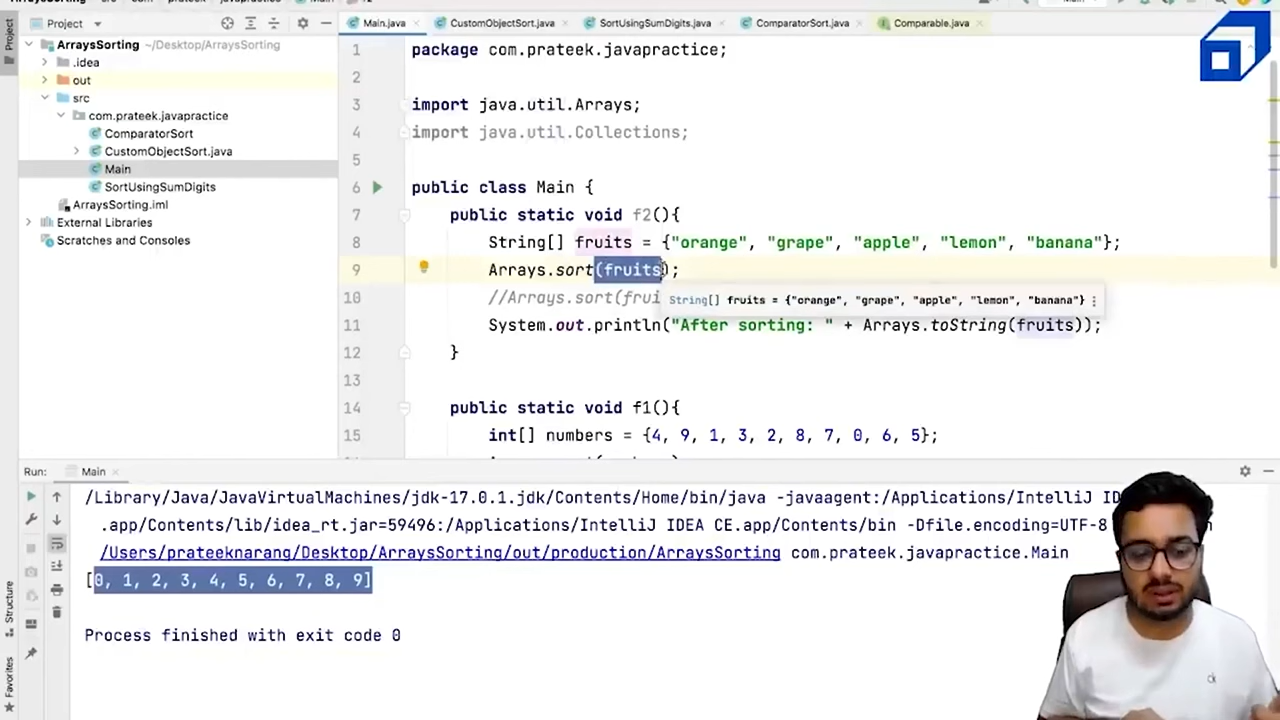 Project
Main.java
CustomObjectSort.java
SortUsingSumDigits.java
ComparatorSort.java
Comparable.java
Project
ArraysSorting ~/Desktop/ArraysSorting
.idea
out
src
com.prateek.javapractice
ComparatorSort
CustomObjectSort.java
Main
SortUsingSumDigits
ArraysSorting.iml
External Libraries
Scratches and Consoles
1 package com.prateek.javapractice;
2
3 import java.util.Arrays;
4 import java.util.Collections;
5
6 public class Main {
7 public static void f2(){
8 String[] fruits = {"orange", "grape", "apple", "lemon", "banana"};
9 Arrays.sort(fruits);
10 //Arrays.sort(frui
String[] fruits = {"orange", "grape", "apple", "lemon", "banana"}
11 System.out.println("After sorting: " + Arrays.toString(fruits));
12 }
13
14 public static void f1(){
15 int[] numbers = {4, 9, 1, 3, 2, 8, 7, 0, 6, 5};
Run: Main
/Library/Java/JavaVirtualMachines/jdk-17.0.1.jdk/Contents/Home/bin/java -javaagent:/Applications/IntelliJ
.app/Contents/lib/idea_rt.jar=59496:/Applications/IntelliJ IDEA CE.app/Contents/bin -Dfile.encoding=UTF-8
/Users/prateeknarang/Desktop/ArraysSorting/out/production/ArraysSorting com.prateek.javapractice.Main
[0, 1, 2, 3, 4, 5, 6, 7, 8, 9]
Process finished with exit code 0
Structure
Favorites